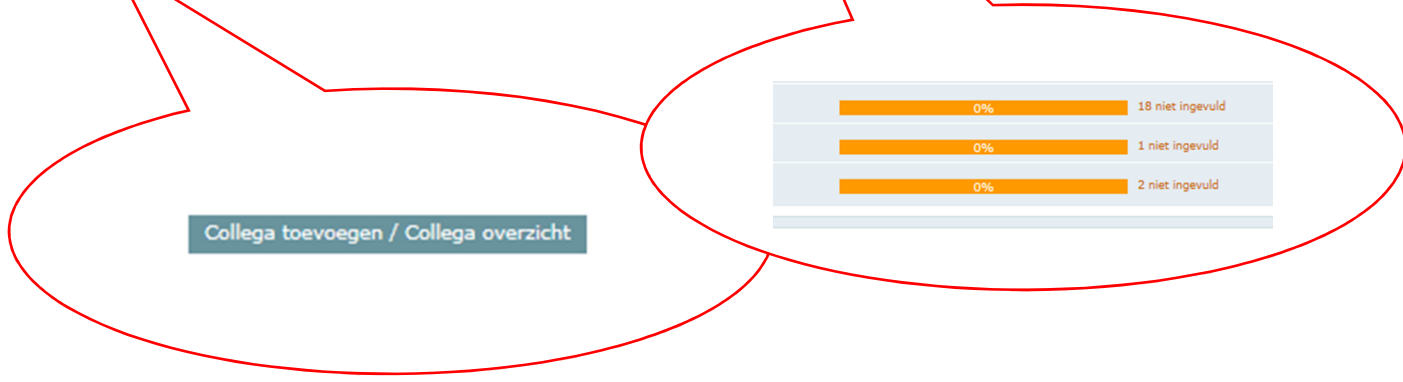 0% 18 niet ingevuld
0% 1 niet ingevuld
0% 2 niet ingevuld
Collega toevoegen / Collega overzicht